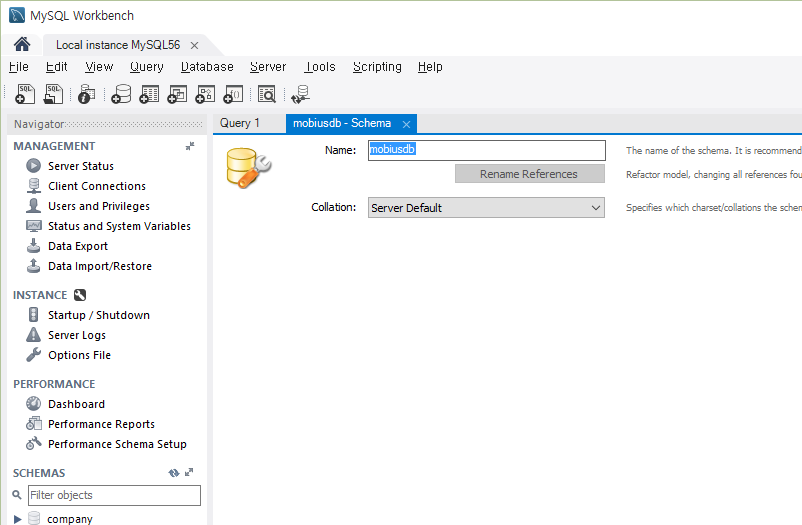 MySQL Workbench
Local instance MySQL56
File Edit View Query Database Server Tools Scripting Help
Navigator
MANAGEMENT
Server Status
Client Connections
Users and Privileges
Status and System Variables
Data Export
Data Import/Restore
INSTANCE
Startup / Shutdown
Server Logs
Options File
PERFORMANCE
Dashboard
Performance Reports
Performance Schema Setup
SCHEMAS
Filter objects
company
Query 1 mobiusdb - Schema
Name: mobiusdb The name of the schema. It is recommend
Rename References Refactor model, changing all references fou
Collation: Server Default Specifies which charset/collations the schem